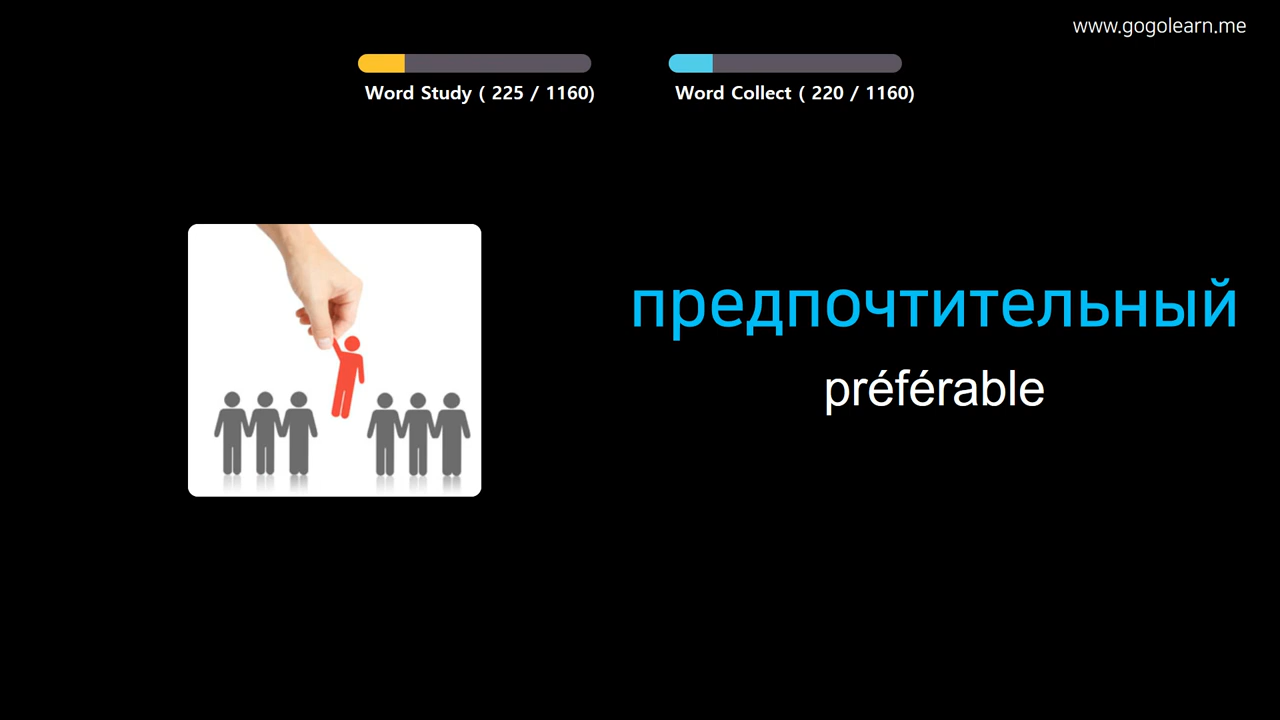 www.gogolearn.me
Word Study ( 225 / 1160)
Word Collect ( 220 / 1160)
предпочтительный
préférable